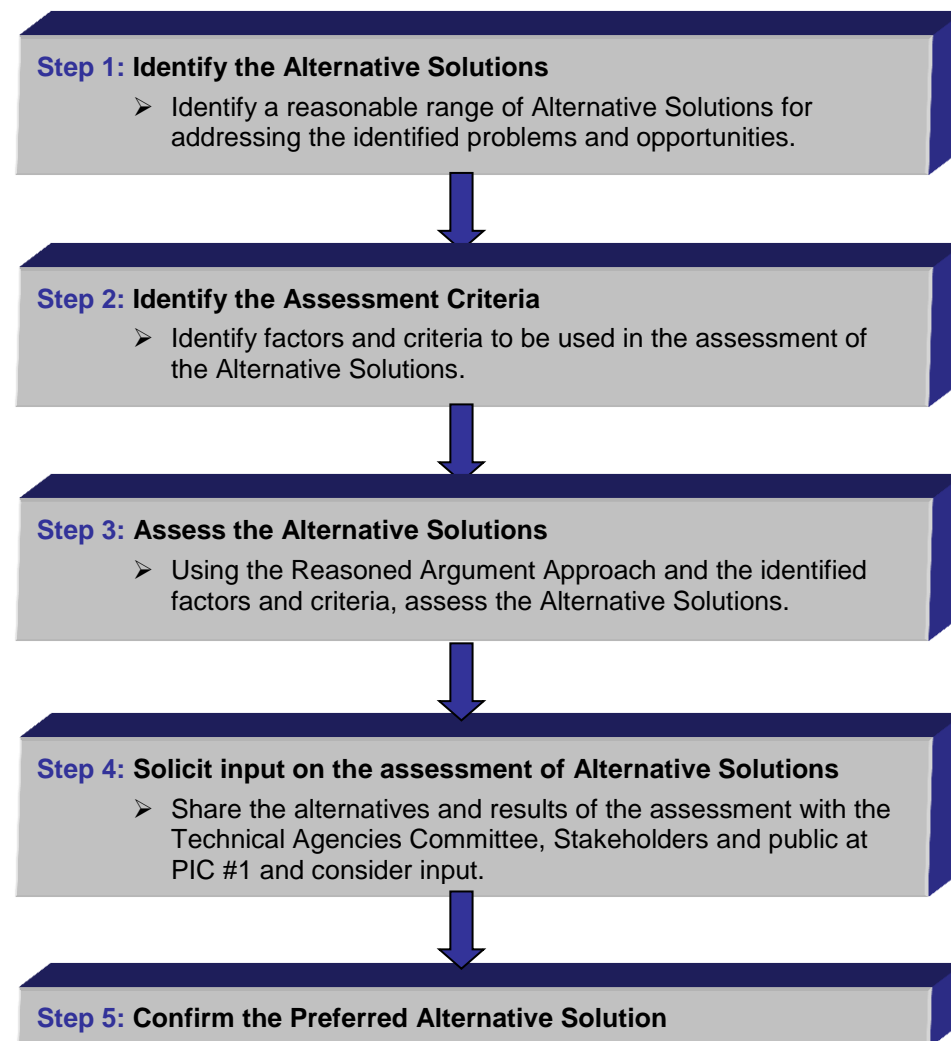 Step 1: Identify the Alternative Solutions
➢ Identify a reasonable range of Alternative Solutions for
addressing the identified problems and opportunities.
Step 2: Identify the Assessment Criteria
➢ Identify factors and criteria to be used in the assessment of
the Alternative Solutions.
Step 3: Assess the Alternative Solutions
➢ Using the Reasoned Argument Approach and the identified
factors and criteria, assess the Alternative Solutions.
Step 4: Solicit input on the assessment of Alternative Solutions
➢ Share the alternatives and results of the assessment with the
Technical Agencies Committee, Stakeholders and public at
PIC #1 and consider input.
Step 5: Confirm the Preferred Alternative Solution